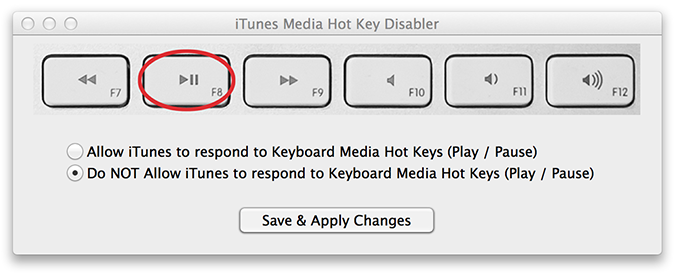 iTunes Media Hot Key Disabler
F7 F8 F9 F10 F11 F12
Allow iTunes to respond to Keyboard Media Hot Keys (Play / Pause)
Do NOT Allow iTunes to respond to Keyboard Media Hot Keys (Play / Pause)
Save & Apply Changes